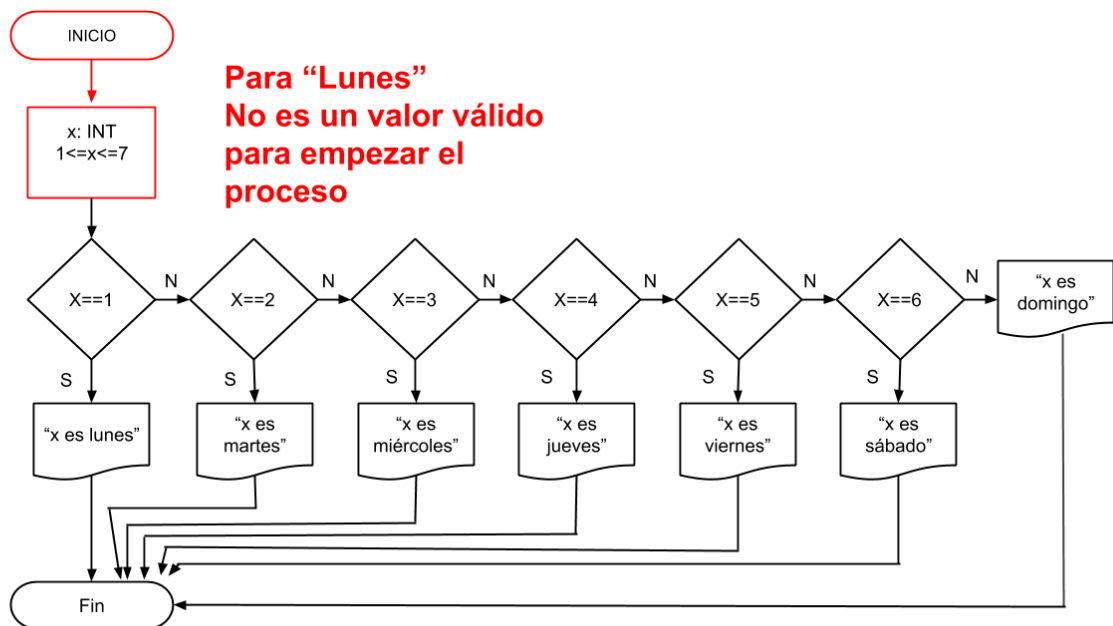 INICIO
Para “Lunes”
No es un valor válido
para empezar el
proceso
x: INT
1<=x<=7
X==1
N
X==2
N
X==3
N
X==4
N
X==5
N
X==6
N
“x es
domingo”
S
S
S
S
S
S
“x es lunes”
“x es
martes”
“x es
miércoles”
“x es
jueves”
“x es
viernes”
“x es
sábado”
Fin